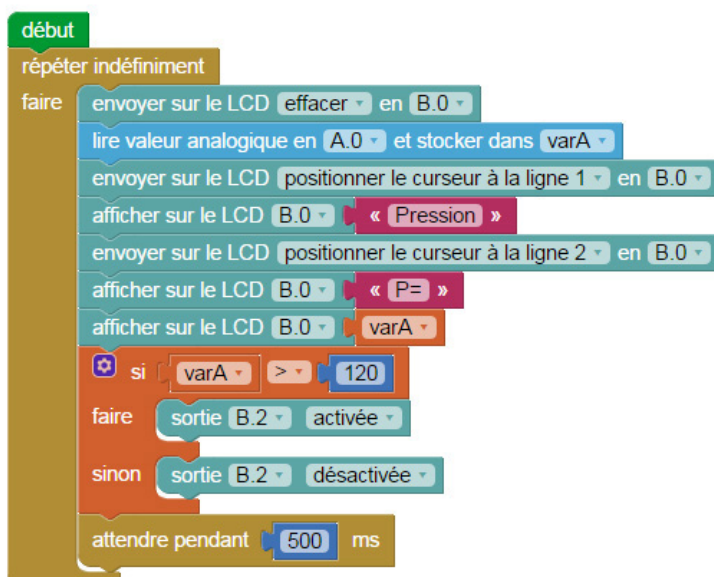 début
répéter indéfiniment
faire envoyer sur le LCD effacer en B.0
lire valeur analogique en A.0 et stocker dans varA
envoyer sur le LCD positionner le curseur à la ligne 1 en B.0
afficher sur le LCD B.0 « Pression »
envoyer sur le LCD positionner le curseur à la ligne 2 en B.0
afficher sur le LCD B.0 « P= »
afficher sur le LCD B.0 varA
si varA > 120
faire sortie B.2 activée
sinon sortie B.2 désactivée
attendre pendant 500 ms